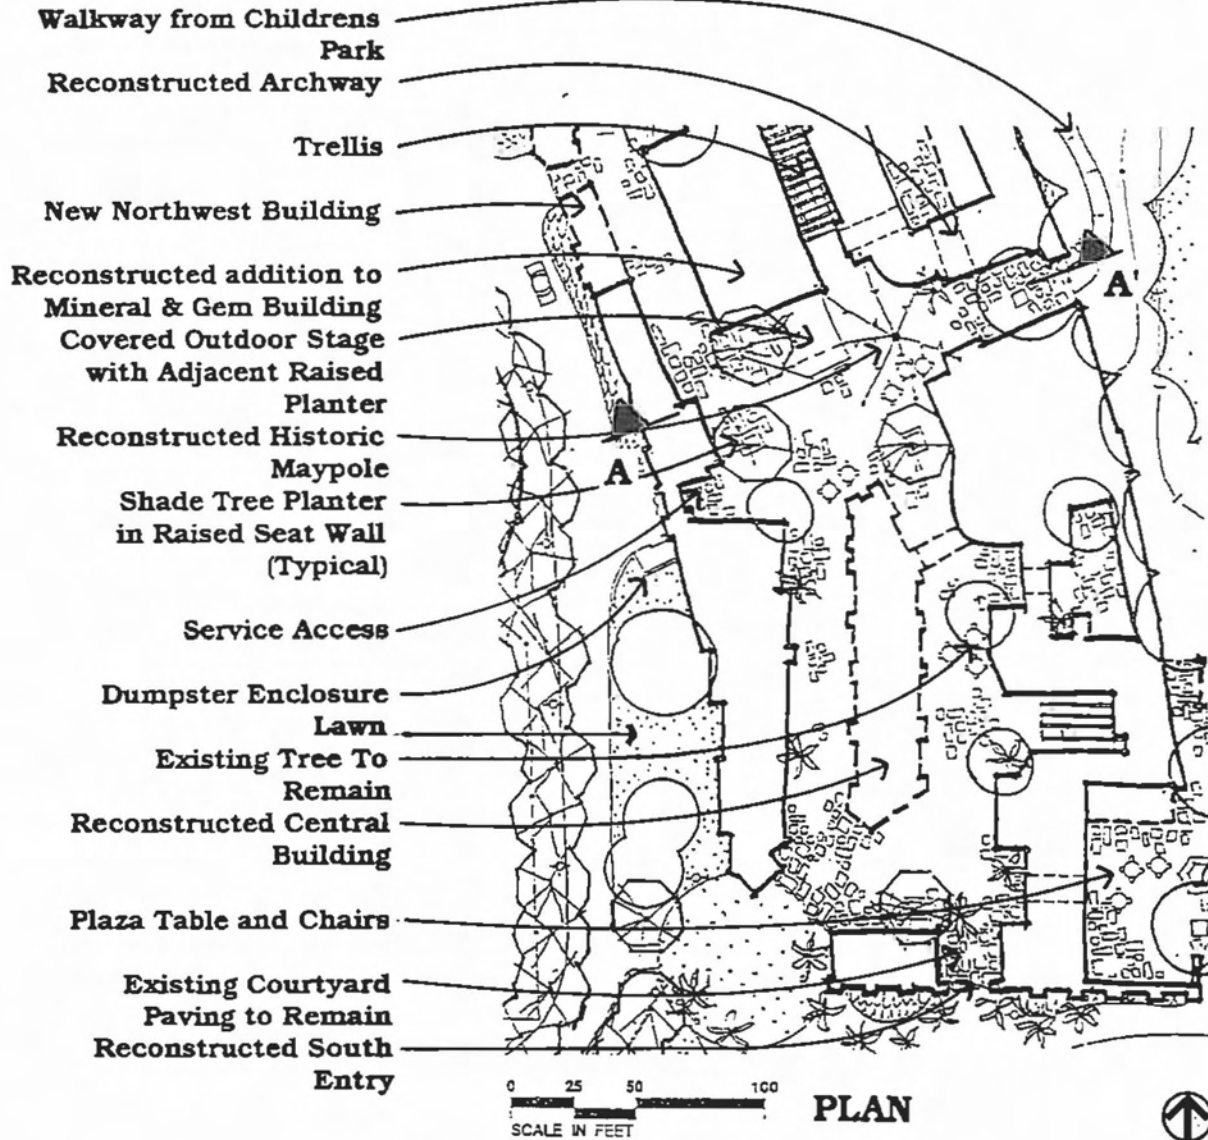 Walkway from Childrens
Park
Reconstructed Archway
Trellis
New Northwest Building
Reconstructed addition to
Mineral & Gem Building
Covered Outdoor Stage
with Adjacent Raised
Planter
Reconstructed Historic
Maypole
Shade Tree Planter
in Raised Seat Wall
(Typical)
Service Access
Dumpster Enclosure
Lawn
Existing Tree To
Remain
Reconstructed Central
Building
Plaza Table and Chairs
Existing Courtyard
Paving to Remain
Reconstructed South
Entry
A'
A
0 25 50 100
SCALE IN FEET
PLAN